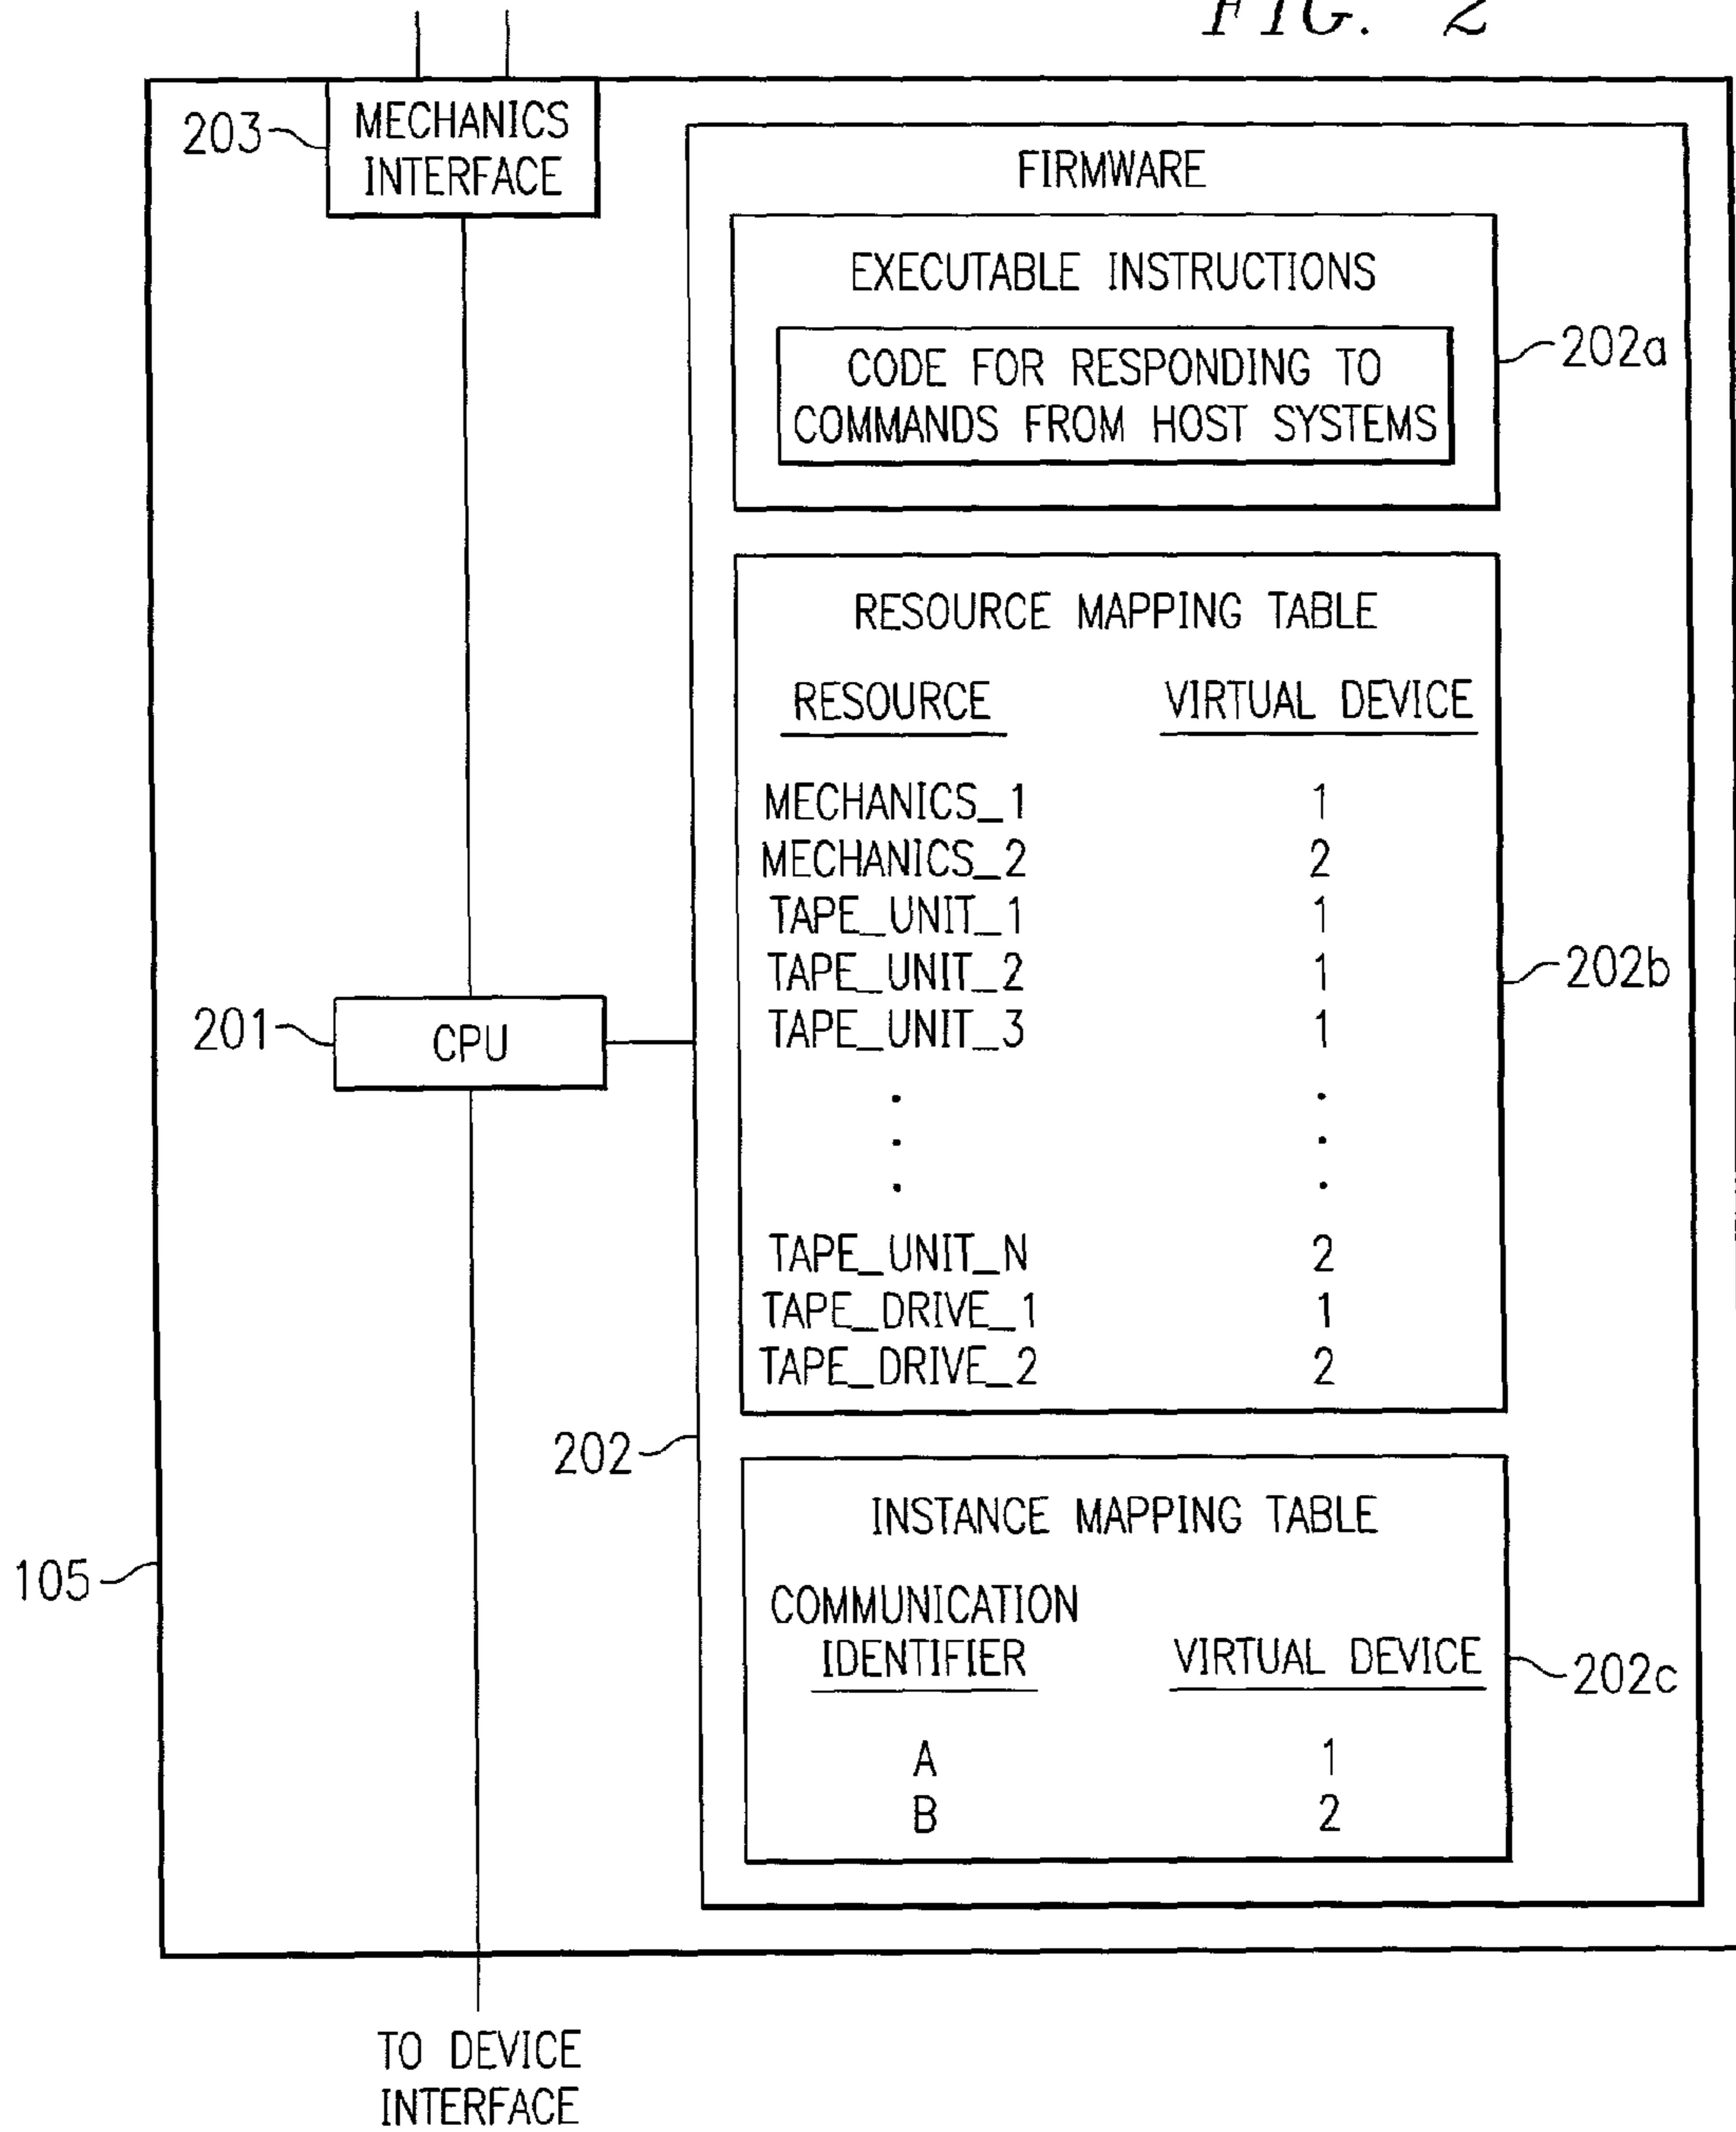 FIG. 2
203
MECHANICS
INTERFACE
FIRMWARE
EXECUTABLE INSTRUCTIONS
CODE FOR RESPONDING TO
COMMANDS FROM HOST SYSTEMS
202a
RESOURCE MAPPING TABLE
RESOURCE VIRTUAL DEVICE
MECHANICS_1 1
MECHANICS_2 2
TAPE_UNIT_1 1
TAPE_UNIT_2 1
TAPE_UNIT_3 1
. .
. .
. .
TAPE_UNIT_N 2
TAPE_DRIVE_1 1
TAPE_DRIVE_2 2
202b
201
CPU
202
INSTANCE MAPPING TABLE
COMMUNICATION
IDENTIFIER VIRTUAL DEVICE
A 1
B 2
202c
105
TO DEVICE
INTERFACE